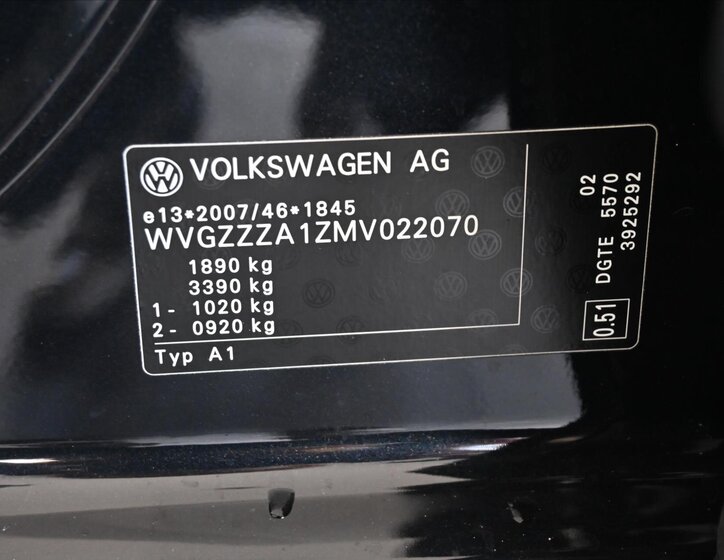 VOLKSWAGEN AG
e13*2007/46*1845
WVGZZZA1ZMV022070
1890 kg
3390 kg
1- 1020 kg
2- 0920 kg
Typ A1
0.51
02
DGTE 5570
3925292